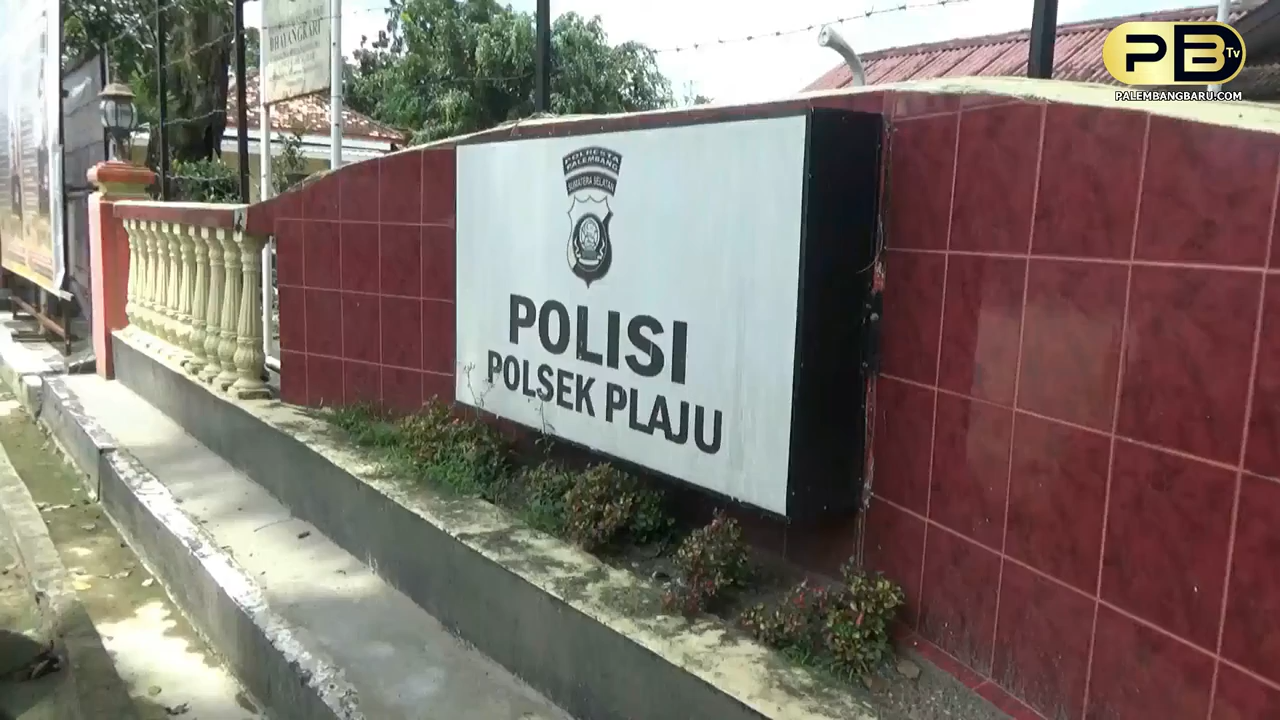 BHAYANGKARI
PB Tv
PALEMBANGBARU.COM
POLRESTA
PALEMBANG
SUMATERA SELATAN
POLISI
POLSEK PLAJU